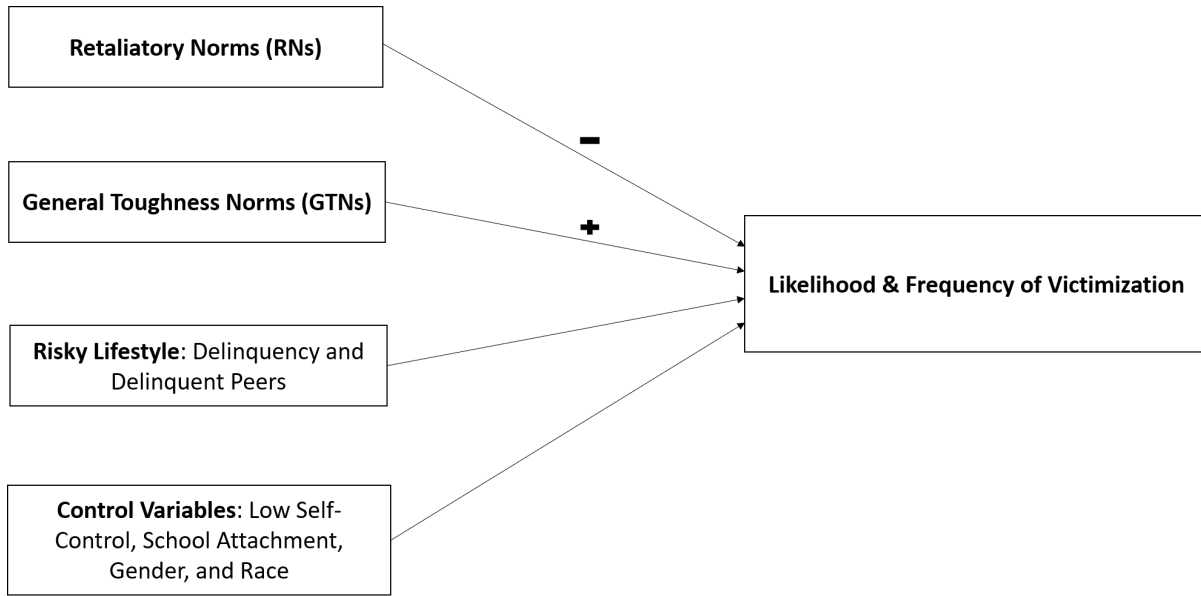 Retaliatory Norms (RNs)
−
General Toughness Norms (GTNs)
+
Likelihood & Frequency of Victimization
Risky Lifestyle: Delinquency and
Delinquent Peers
Control Variables: Low Self-
Control, School Attachment,
Gender, and Race